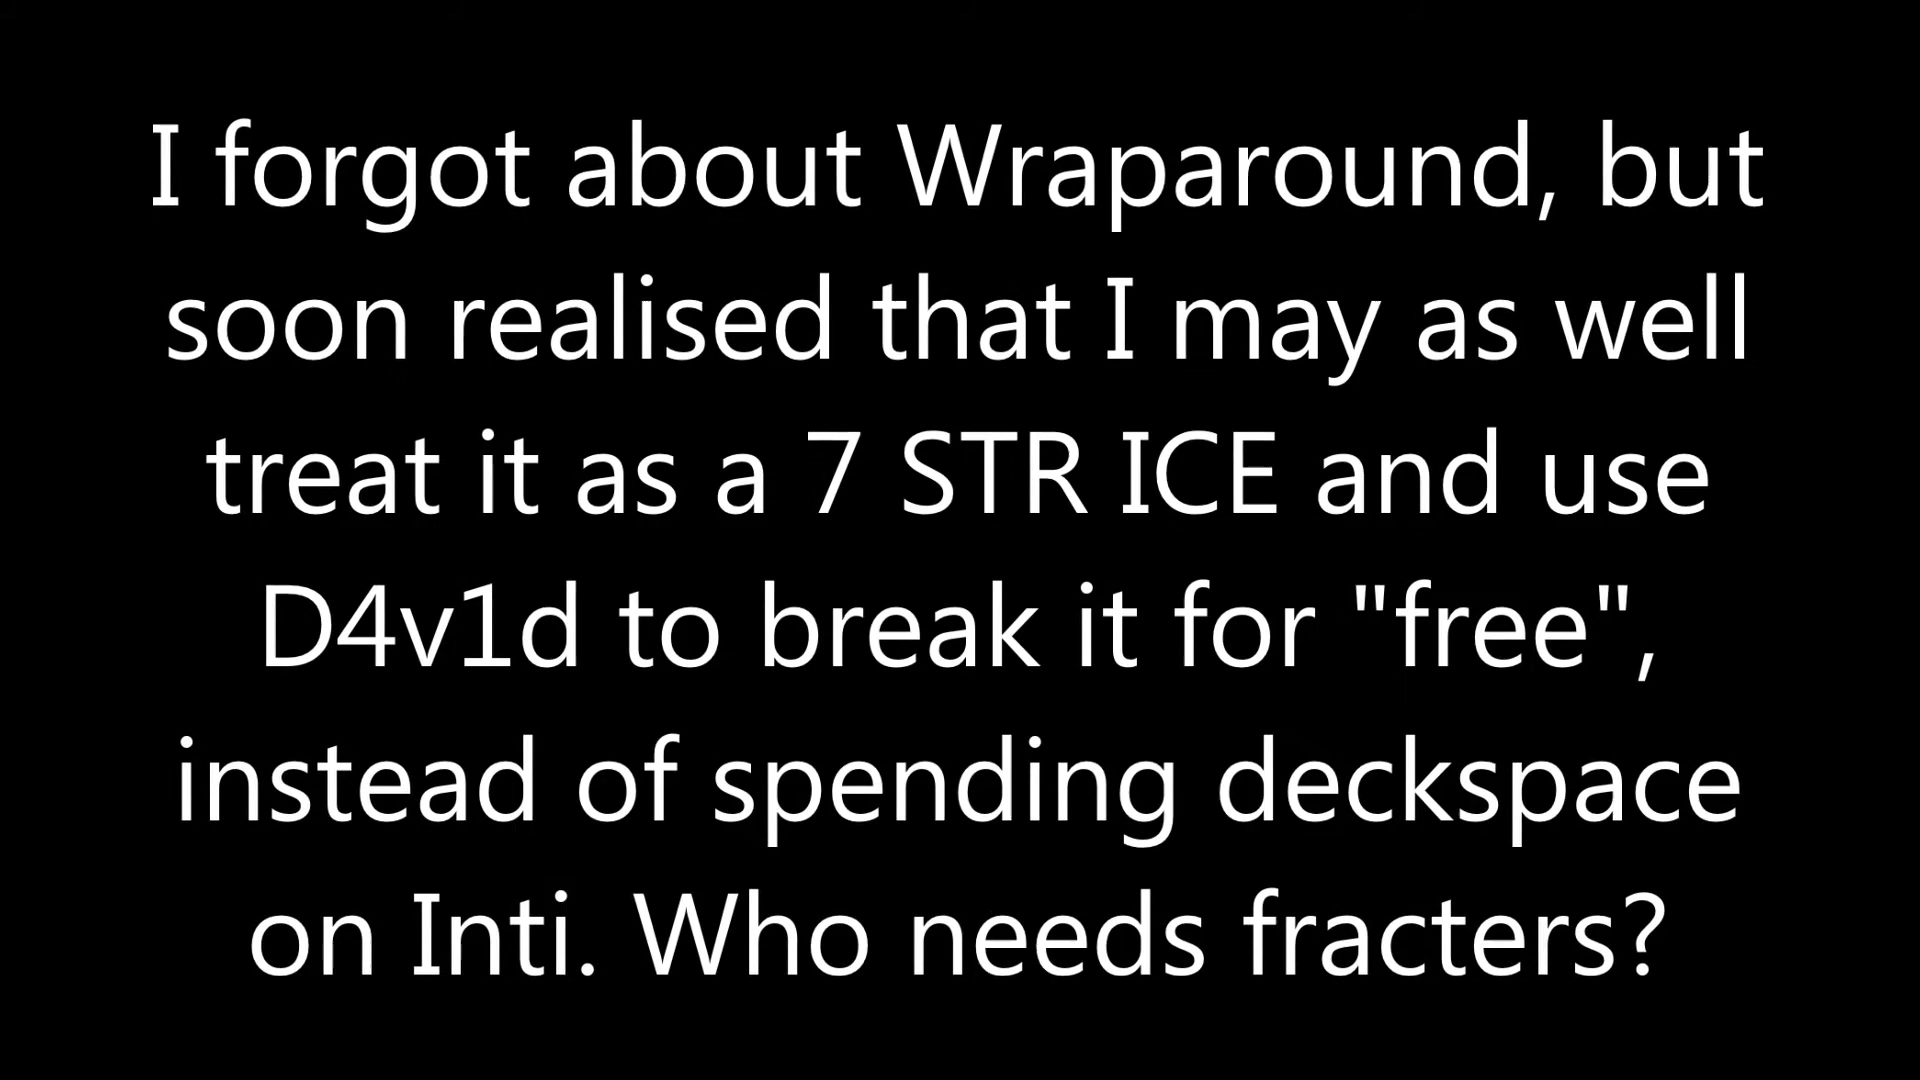 I forgot about Wraparound, but
soon realised that I may as well
treat it as a 7 STR ICE and use
D4v1d to break it for "free",
instead of spending deckspace
on Inti. Who needs fracters?